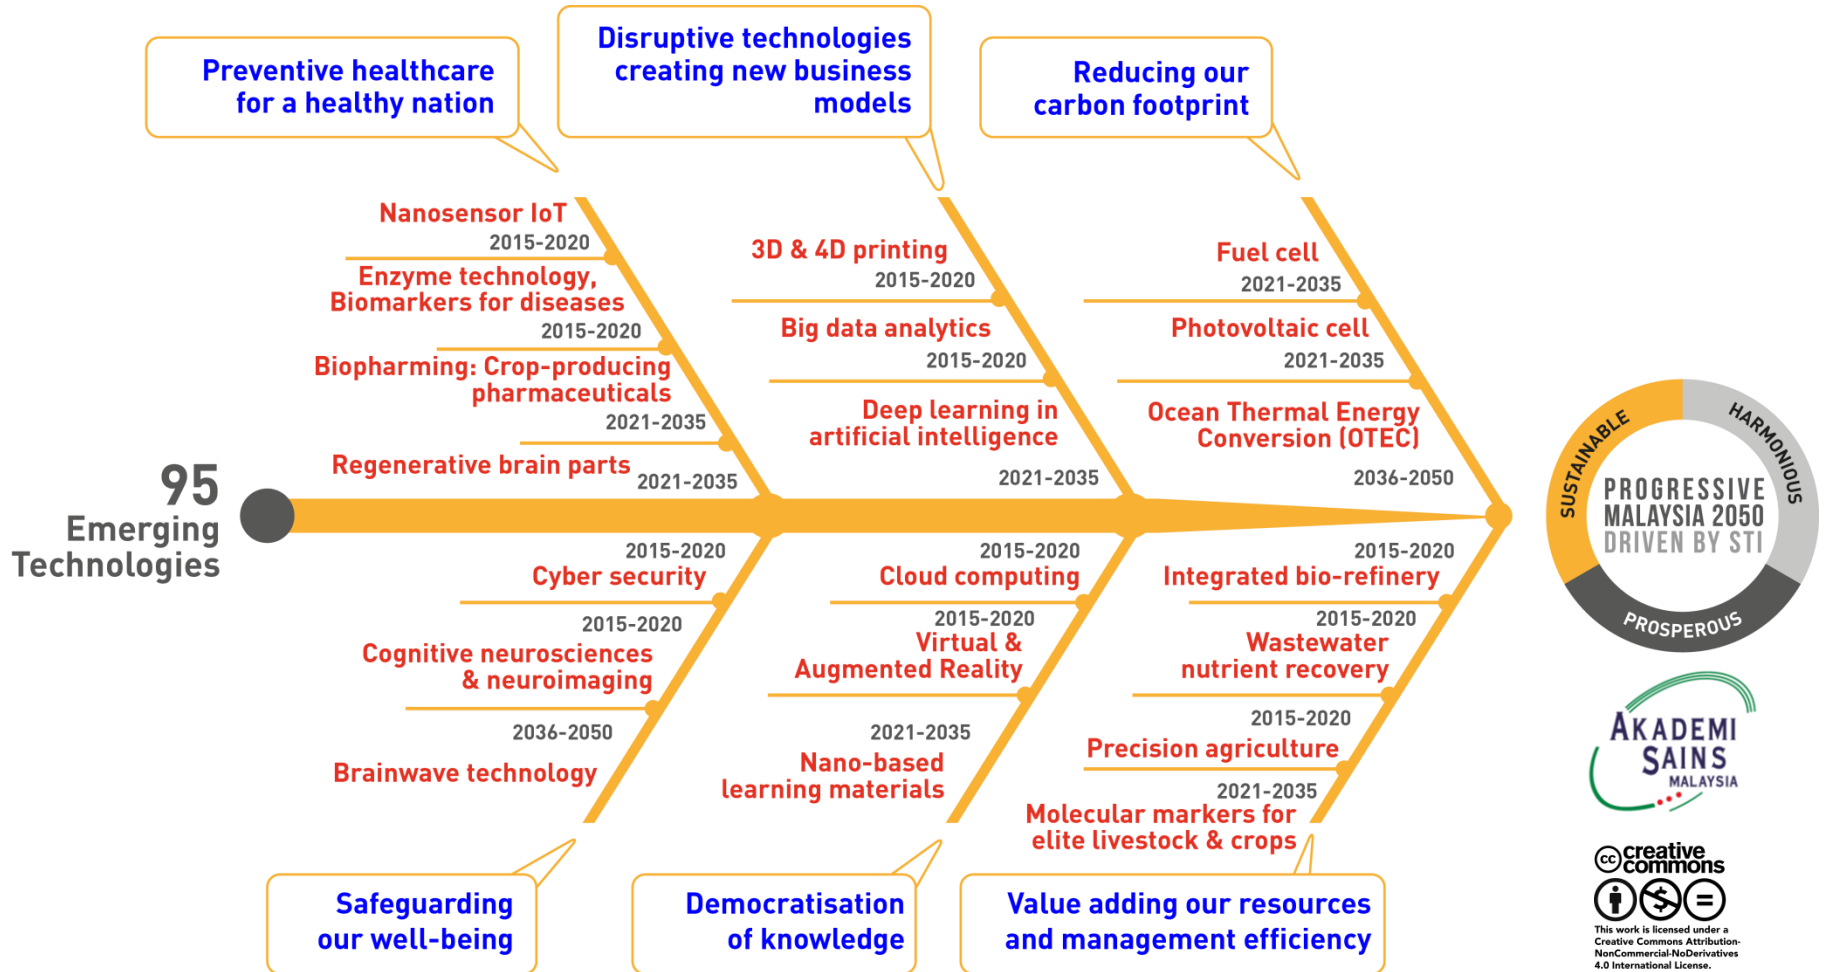 Preventive healthcare
for a healthy nation
Disruptive technologies
creating new business
models
Reducing our
carbon footprint
Nanosensor IoT
2015-2020
Enzyme technology,
Biomarkers for diseases
2015-2020
Biopharming: Crop-producing
pharmaceuticals
2021-2035
Regenerative brain parts
2021-2035
3D & 4D printing
2015-2020
Big data analytics
2015-2020
Deep learning in
artificial intelligence
2021-2035
Fuel cell
2021-2035
Photovoltaic cell
2021-2035
Ocean Thermal Energy
Conversion (OTEC)
2036-2050
95
Emerging
Technologies
2015-2020
Cyber security
2015-2020
Cognitive neurosciences
& neuroimaging
2036-2050
Brainwave technology
2015-2020
Cloud computing
2015-2020
Virtual &
Augmented Reality
2021-2035
Nano-based
learning materials
2015-2020
Integrated bio-refinery
2015-2020
Wastewater
nutrient recovery
2015-2020
Precision agriculture
2021-2035
Molecular markers for
elite livestock & crops
Safeguarding
our well-being
Democratisation
of knowledge
Value adding our resources
and management efficiency
SUSTAINABLE
HARMONIOUS
PROSPEROUS
PROGRESSIVE
MALAYSIA 2050
DRIVEN BY STI
AKADEMI
SAINS
MALAYSIA
cc creative
commons
This work is licensed under a
Creative Commons Attribution-
NonCommercial-NoDerivatives
4.0 International License.